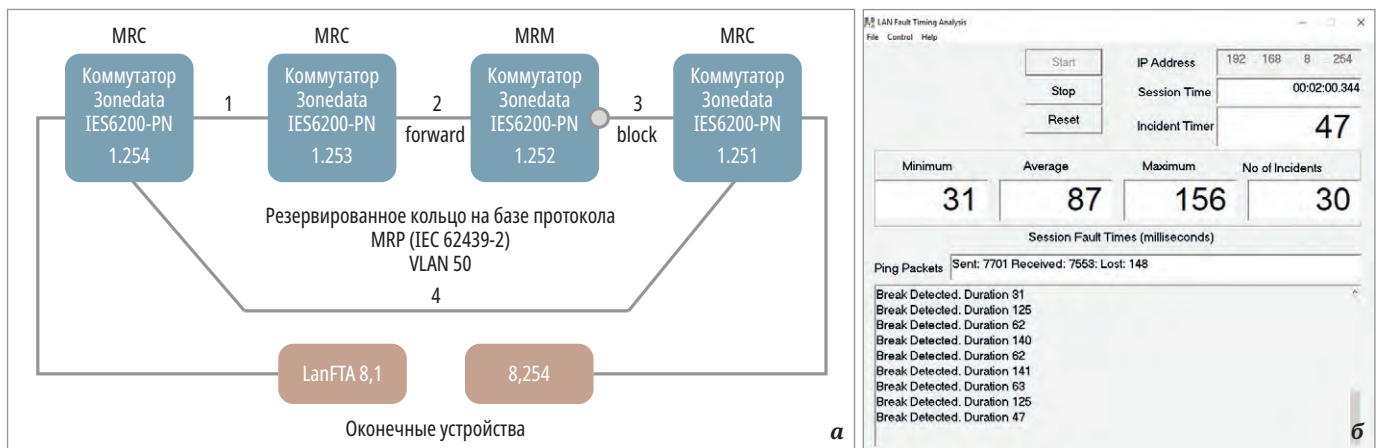 MRC
MRC
MRM
MRC
Коммутатор
3onedata
IES6200-PN
1.254
1
Коммутатор
3onedata
IES6200-PN
1.253
2
forward
Коммутатор
3onedata
IES6200-PN
1.252
3
block
Коммутатор
3onedata
IES6200-PN
1.251
Резервированное кольцо на базе протокола
MRP (IEC 62439-2)
VLAN 50
4
LanFTA 8,1
8,254
Оконечные устройства
а
LAN Fault Timing Analysis
File Control Help
Start
IP Address
192 168 8 254
Stop
Session Time
00:02:00.344
Reset
Incident Timer
47
Minimum
Average
Maximum
No of Incidents
31
87
156
30
Session Fault Times (milliseconds)
Ping Packets
Sent: 7701 Received: 7553: Lost: 148
Break Detected. Duration 31
Break Detected. Duration 125
Break Detected. Duration 62
Break Detected. Duration 140
Break Detected. Duration 62
Break Detected. Duration 141
Break Detected. Duration 63
Break Detected. Duration 125
Break Detected. Duration 47
б